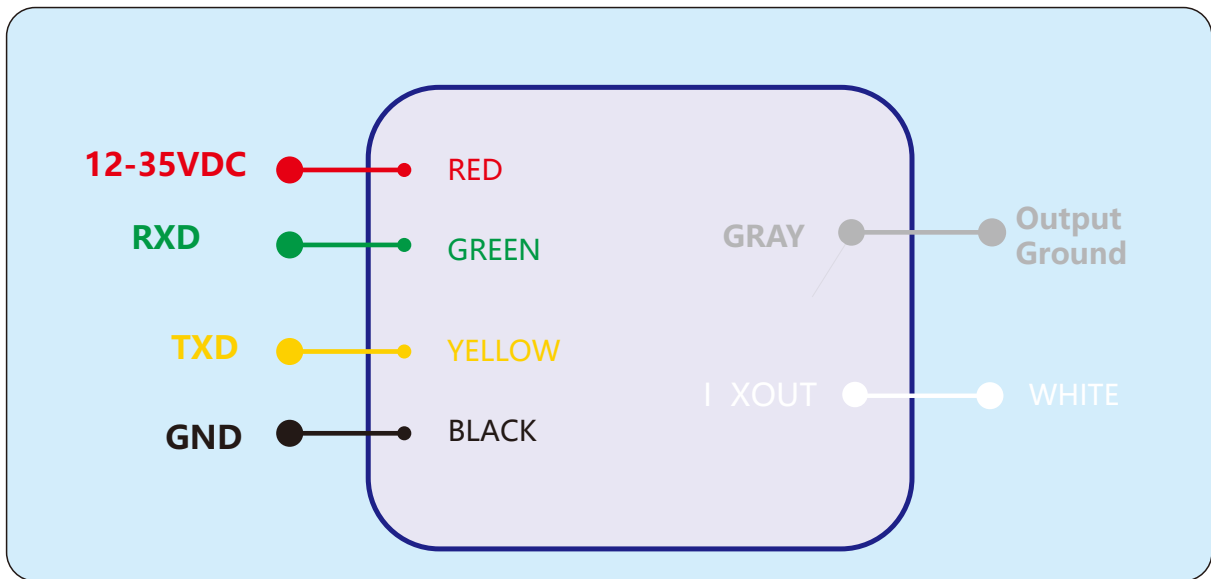 12-35VDC
RED
RXD
GREEN
TXD
YELLOW
GND
BLACK
GRAY
Output
Ground
I XOUT
WHITE